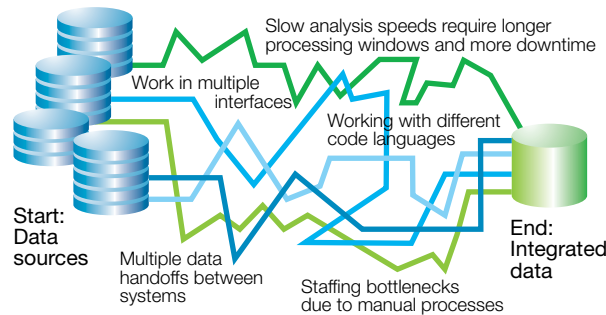 Slow analysis speeds require longer
processing windows and more downtime
Work in multiple
interfaces
Working with different
code languages
Start:
Data
sources
End:
Integrated
data
Multiple data
handoffs between
systems
Staffing bottlenecks
due to manual processes